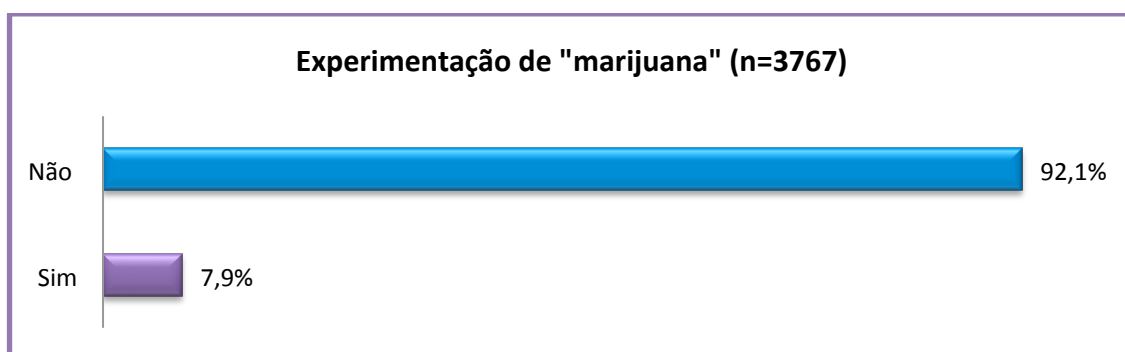 Experimentação de "marijuana" (n=3767)
Não 92,1%
Sim 7,9%